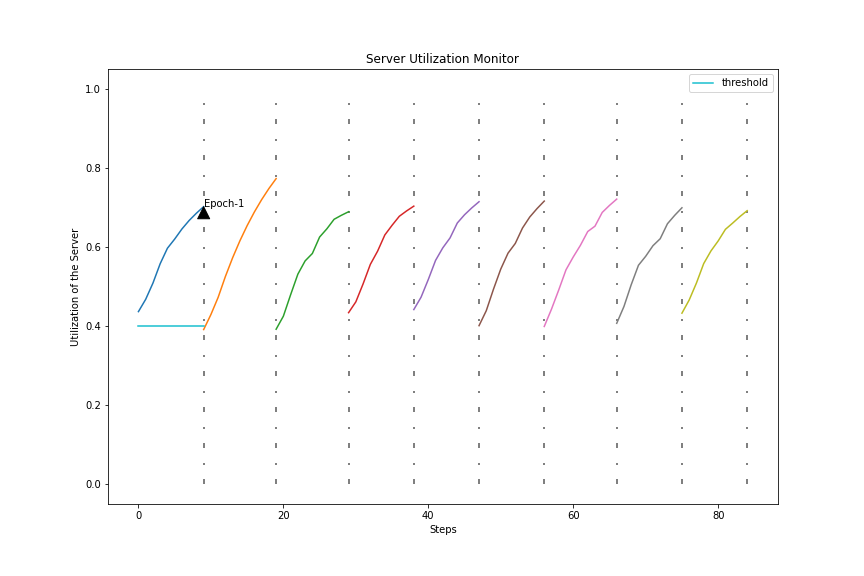 Server Utilization Monitor
threshold
Epoch-1
Utilization of the Server
1.0
0.8
0.6
0.4
0.2
0.0
0 20 40 60 80
Steps